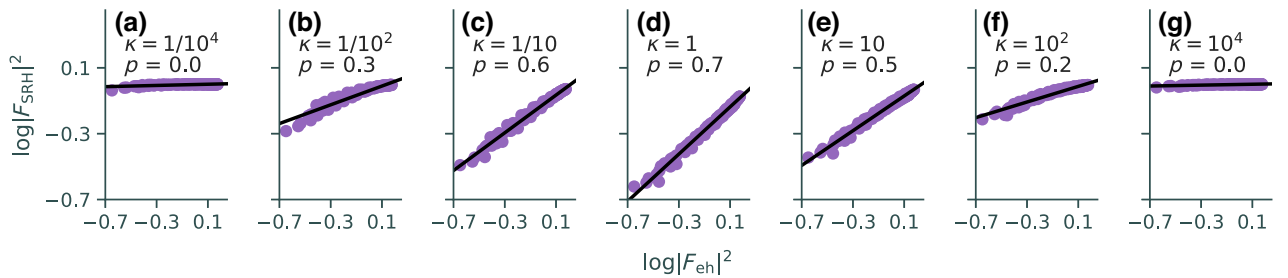 (a) (b) (c) (d) (e) (f) (g)
κ = 1/10⁴ κ = 1/10² κ = 1/10 κ = 1 κ = 10 κ = 10² κ = 10⁴
p = 0.0 p = 0.3 p = 0.6 p = 0.7 p = 0.5 p = 0.2 p = 0.0
log|F_SRH|²
0.1
−0.3
−0.7
−0.7 −0.3 0.1 −0.7 −0.3 0.1 −0.7 −0.3 0.1 −0.7 −0.3 0.1 −0.7 −0.3 0.1 −0.7 −0.3 0.1 −0.7 −0.3 0.1
log|F_eh|²